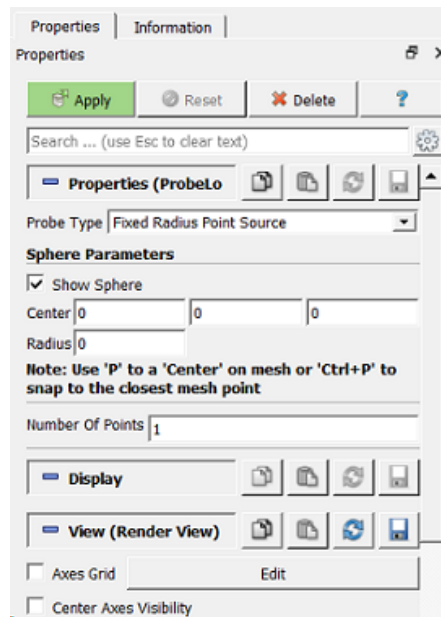 Properties Information
Properties
Apply Reset Delete ?
Search ... (use Esc to clear text)
Properties (ProbeLo
Probe Type Fixed Radius Point Source
Sphere Parameters
Show Sphere
Center 0 0 0
Radius 0
Note: Use 'P' to a 'Center' on mesh or 'Ctrl+P' to
snap to the closest mesh point
Number Of Points 1
Display
View (Render View)
Axes Grid Edit
Center Axes Visibility